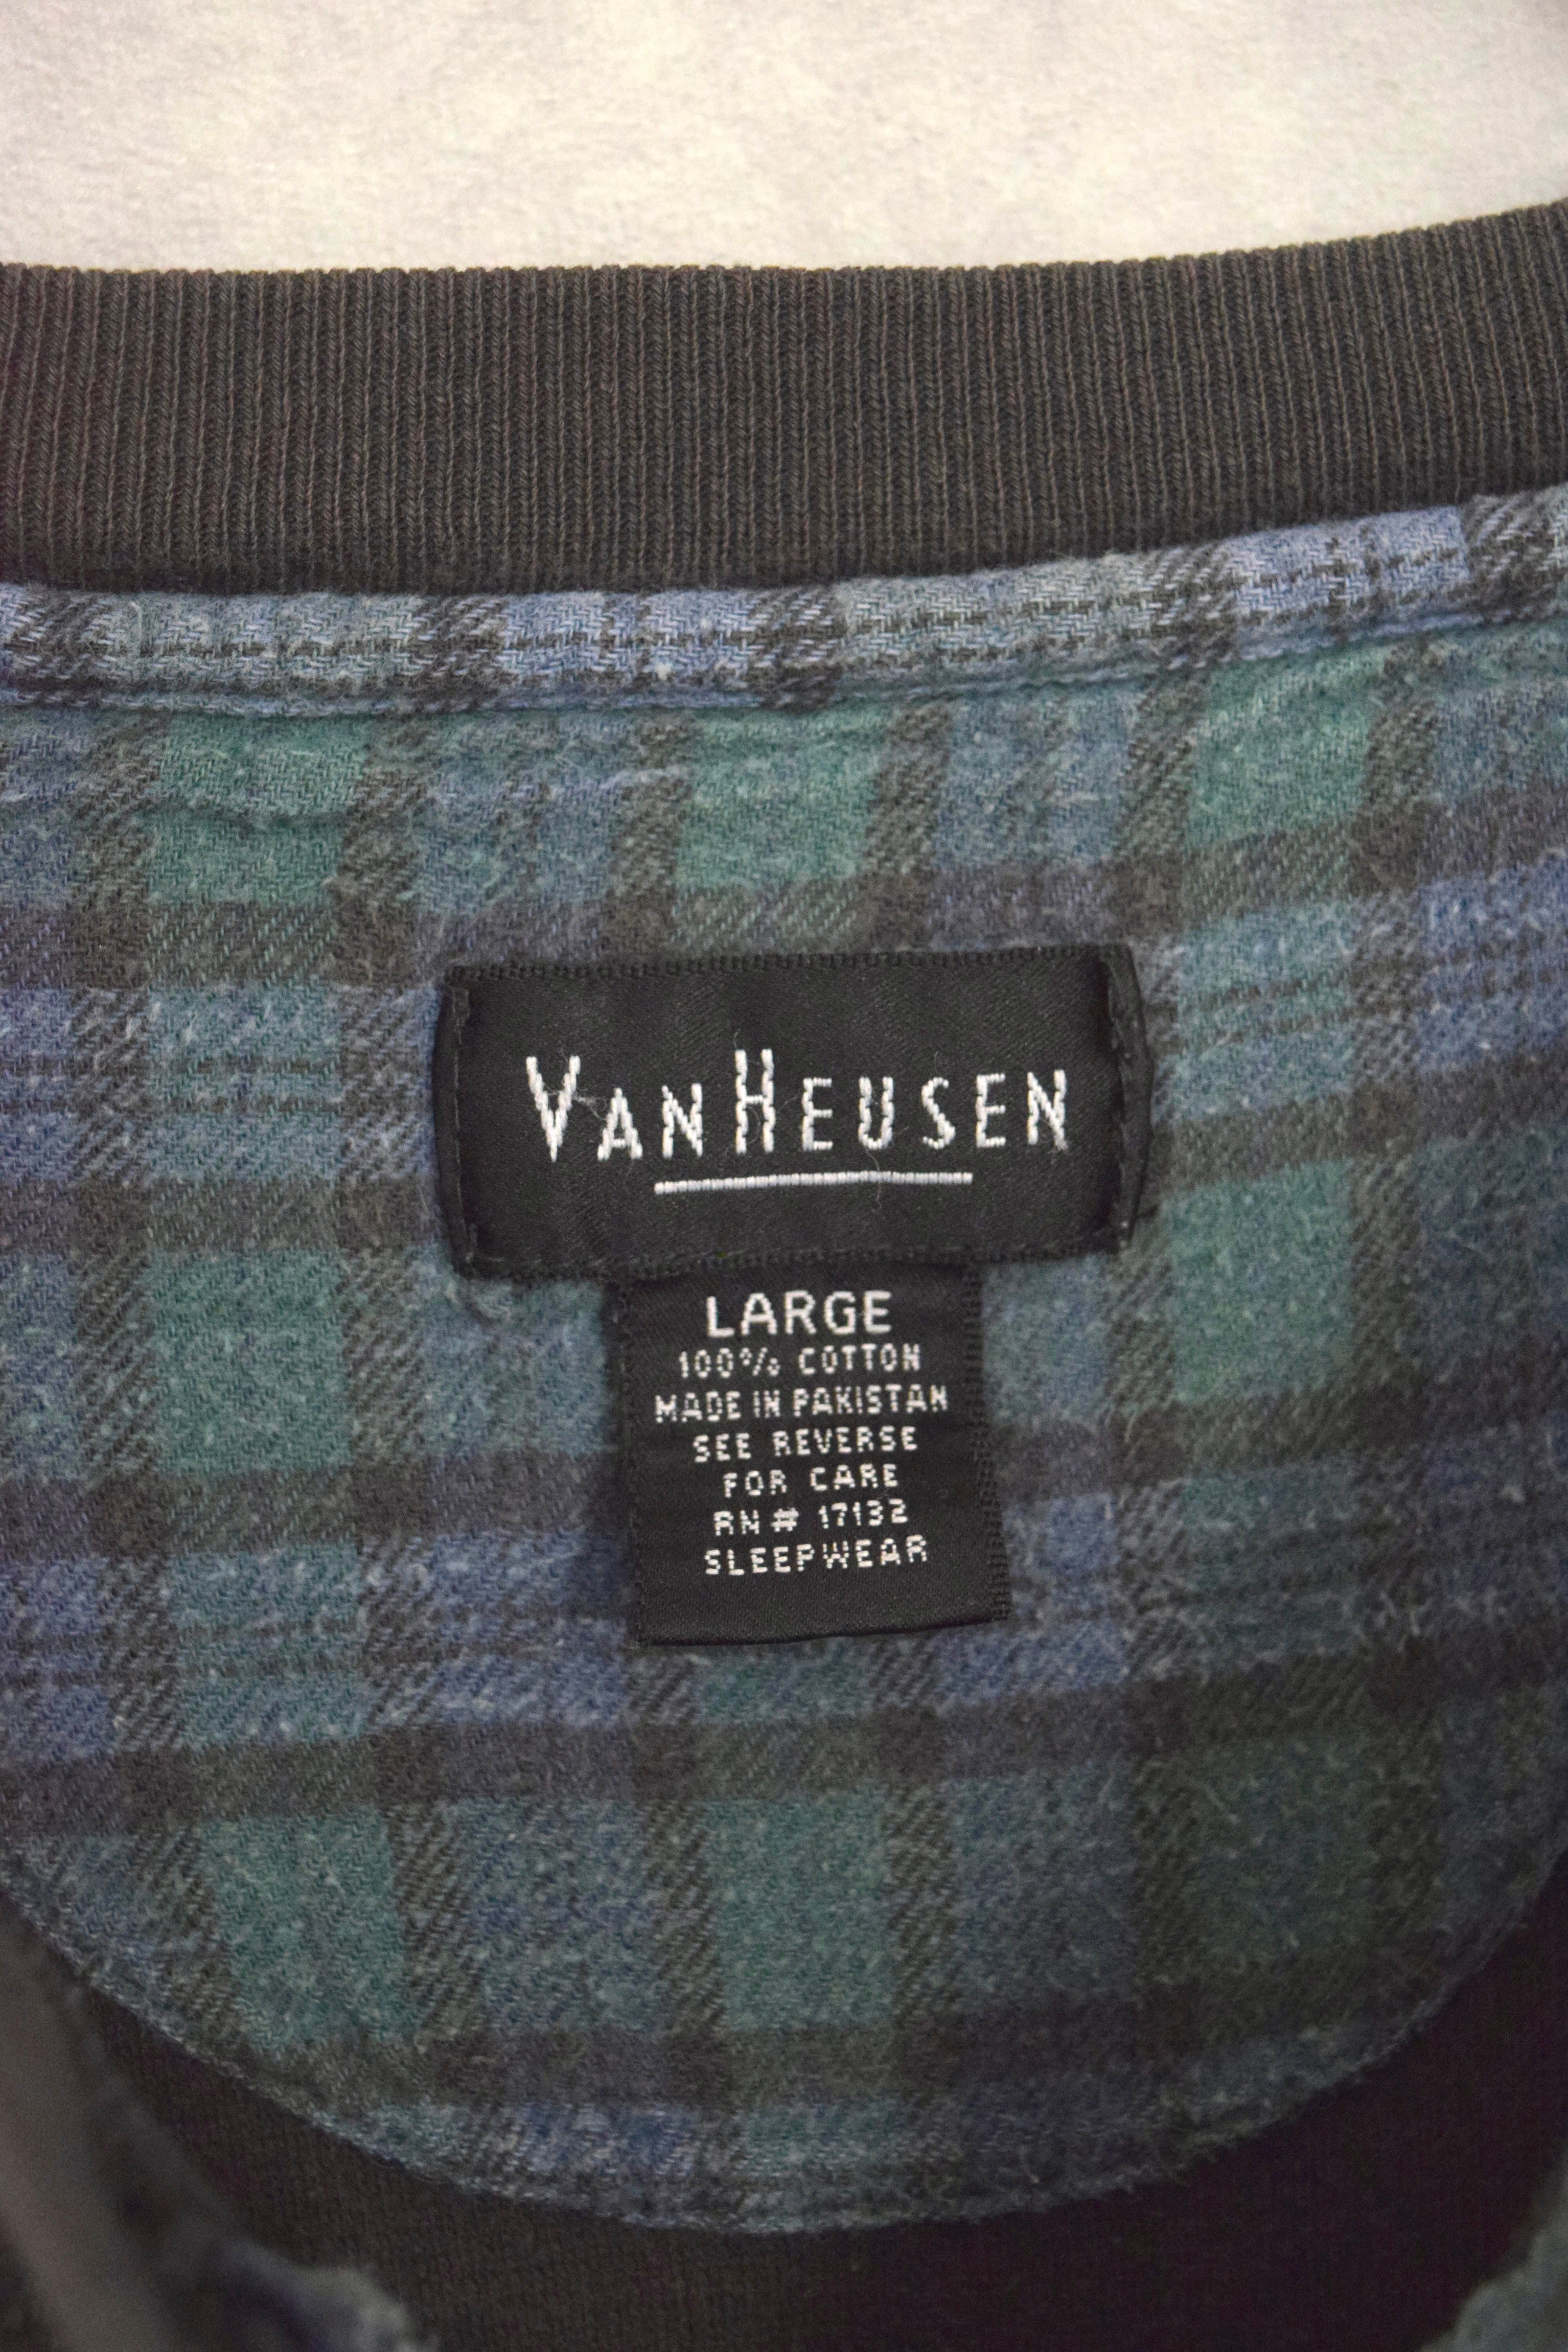 VANHEUSEN
LARGE
100% COTTON
MADE IN PAKISTAN
SEE REVERSE
FOR CARE
RN # 17132
SLEEPWEAR